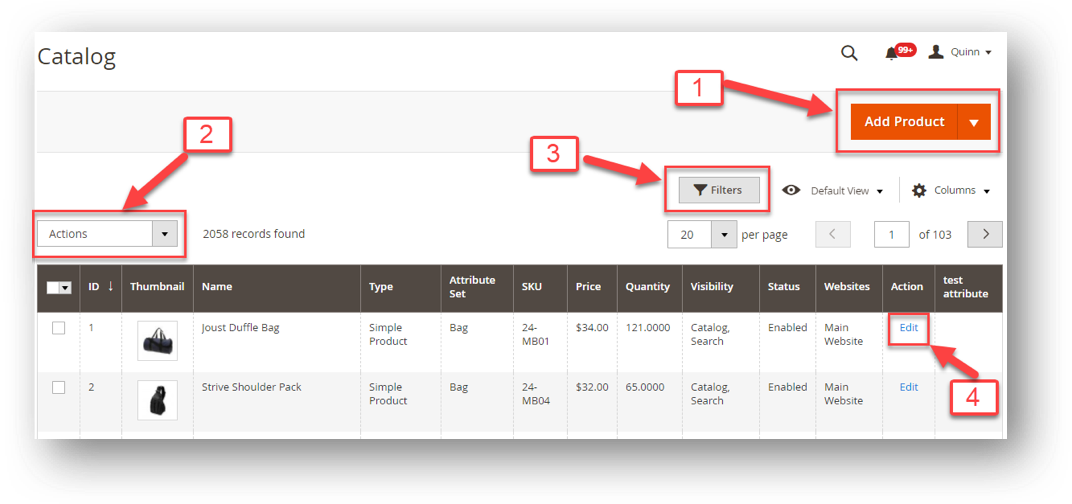 Catalog
99+
Quinn
1
Add Product
2
3
Filters
Default View
Columns
Actions
2058 records found
20
per page
1
of 103
ID ↓
Thumbnail
Name
Type
Attribute
Set
SKU
Price
Quantity
Visibility
Status
Websites
Action
test
attribute
1
Joust Duffle Bag
Simple
Product
Bag
24-
MB01
$34.00
121.0000
Catalog,
Search
Enabled
Main
Website
Edit
2
Strive Shoulder Pack
Simple
Product
Bag
24-
MB04
$32.00
65.0000
Catalog,
Search
Enabled
Main
Website
Edit
4